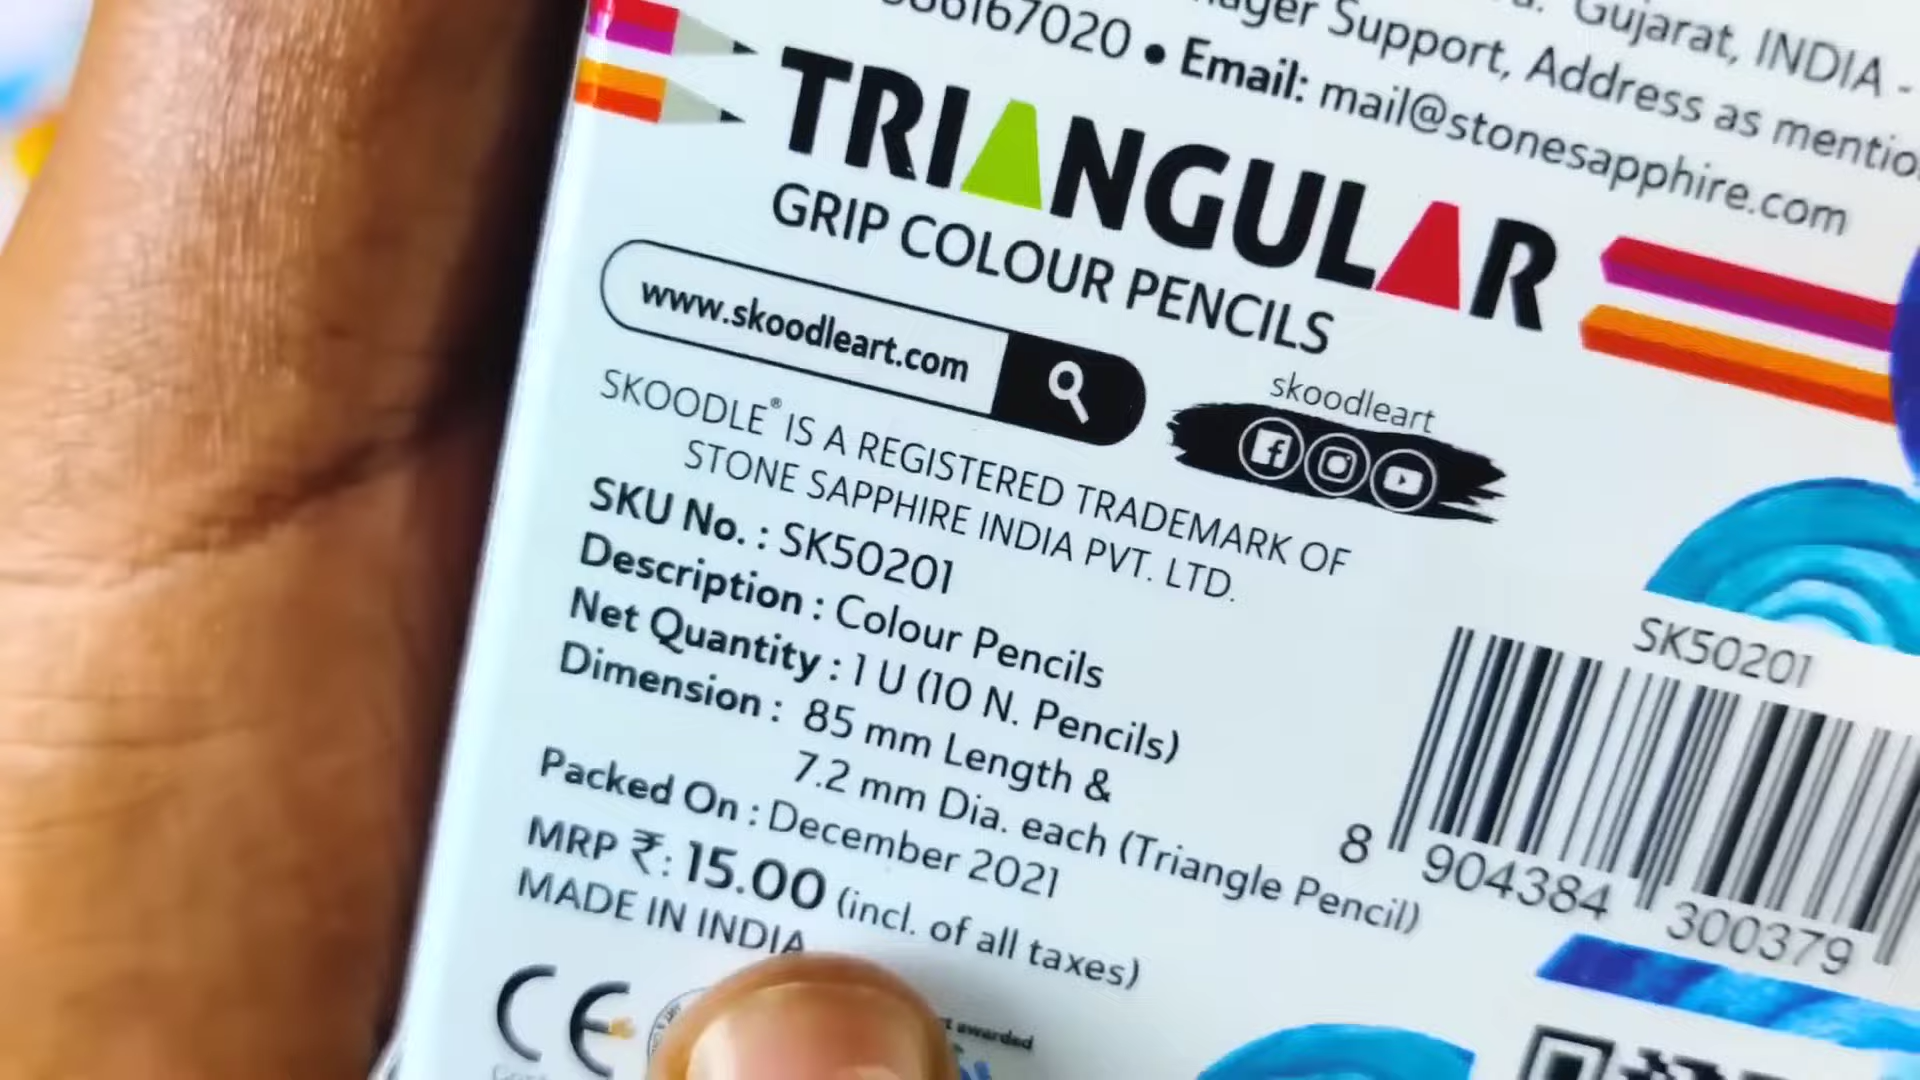 Gujarat, INDIA -
Support, Address as
86167020 • Email: mail@stonesapphire.com
TRIANGULAR
GRIP COLOUR PENCILS
www.skoodleart.com
skoodleart
SKOODLE® IS A REGISTERED TRADEMARK OF
STONE SAPPHIRE INDIA PVT. LTD.
SKU No. : SK50201
Description : Colour Pencils
Net Quantity : 1 U (10 N. Pencils)
Dimension : 85 mm Length &
7.2 mm Dia. each (Triangle Pencil)
Packed On : December 2021
MRP ₹: 15.00 (incl. of all taxes)
MADE IN INDIA
CE
awarded
SK50201
8 904384 300379